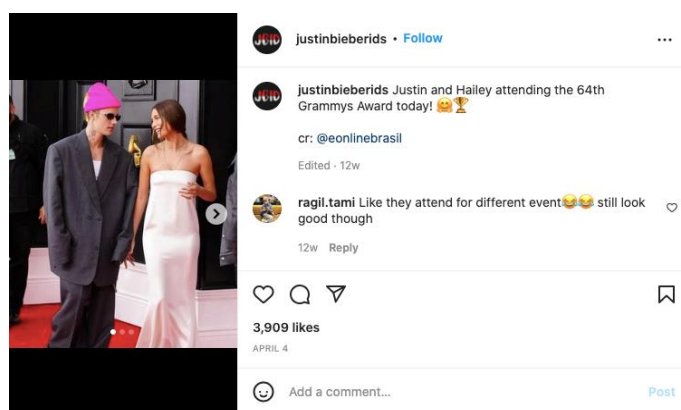 JBID
justinbieberids • Follow
JBID
justinbieberids Justin and Hailey attending the 64th
Grammys Award today! 🤗🏆
cr: @eonlinebrasil
Edited · 12w
ragil.tami Like they attend for different event😂😂 still look
good though
12w Reply
3,909 likes
APRIL 4
Add a comment...
Post